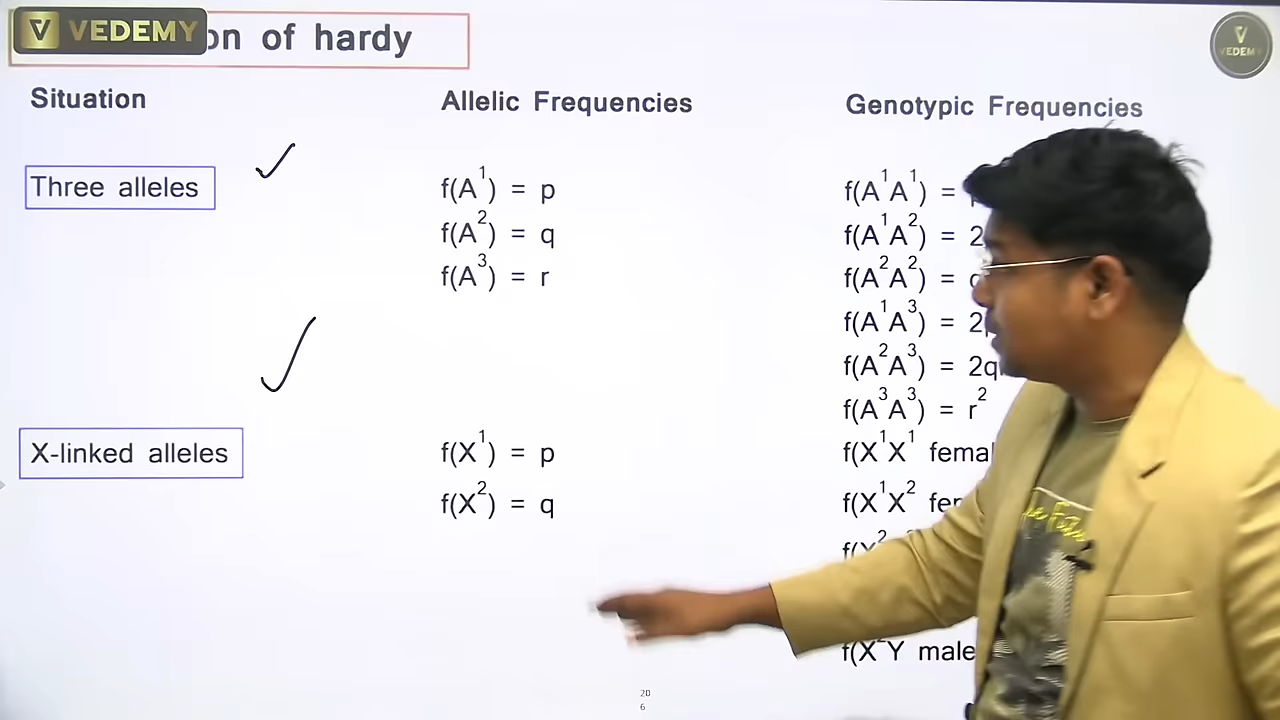 VEDEMY on of hardy
VEDEMY
Situation Allelic Frequencies Genotypic Frequencies
Three alleles f(A¹) = p f(A¹A¹) =
f(A²) = q f(A¹A²) = 2
f(A³) = r f(A²A²) =
f(A¹A³) = 2
f(A²A³) = 2q
f(A³A³) = r²
X-linked alleles f(X¹) = p f(X¹X¹ femal
f(X²) = q f(X¹X² fe
f(X²Y male
20
6